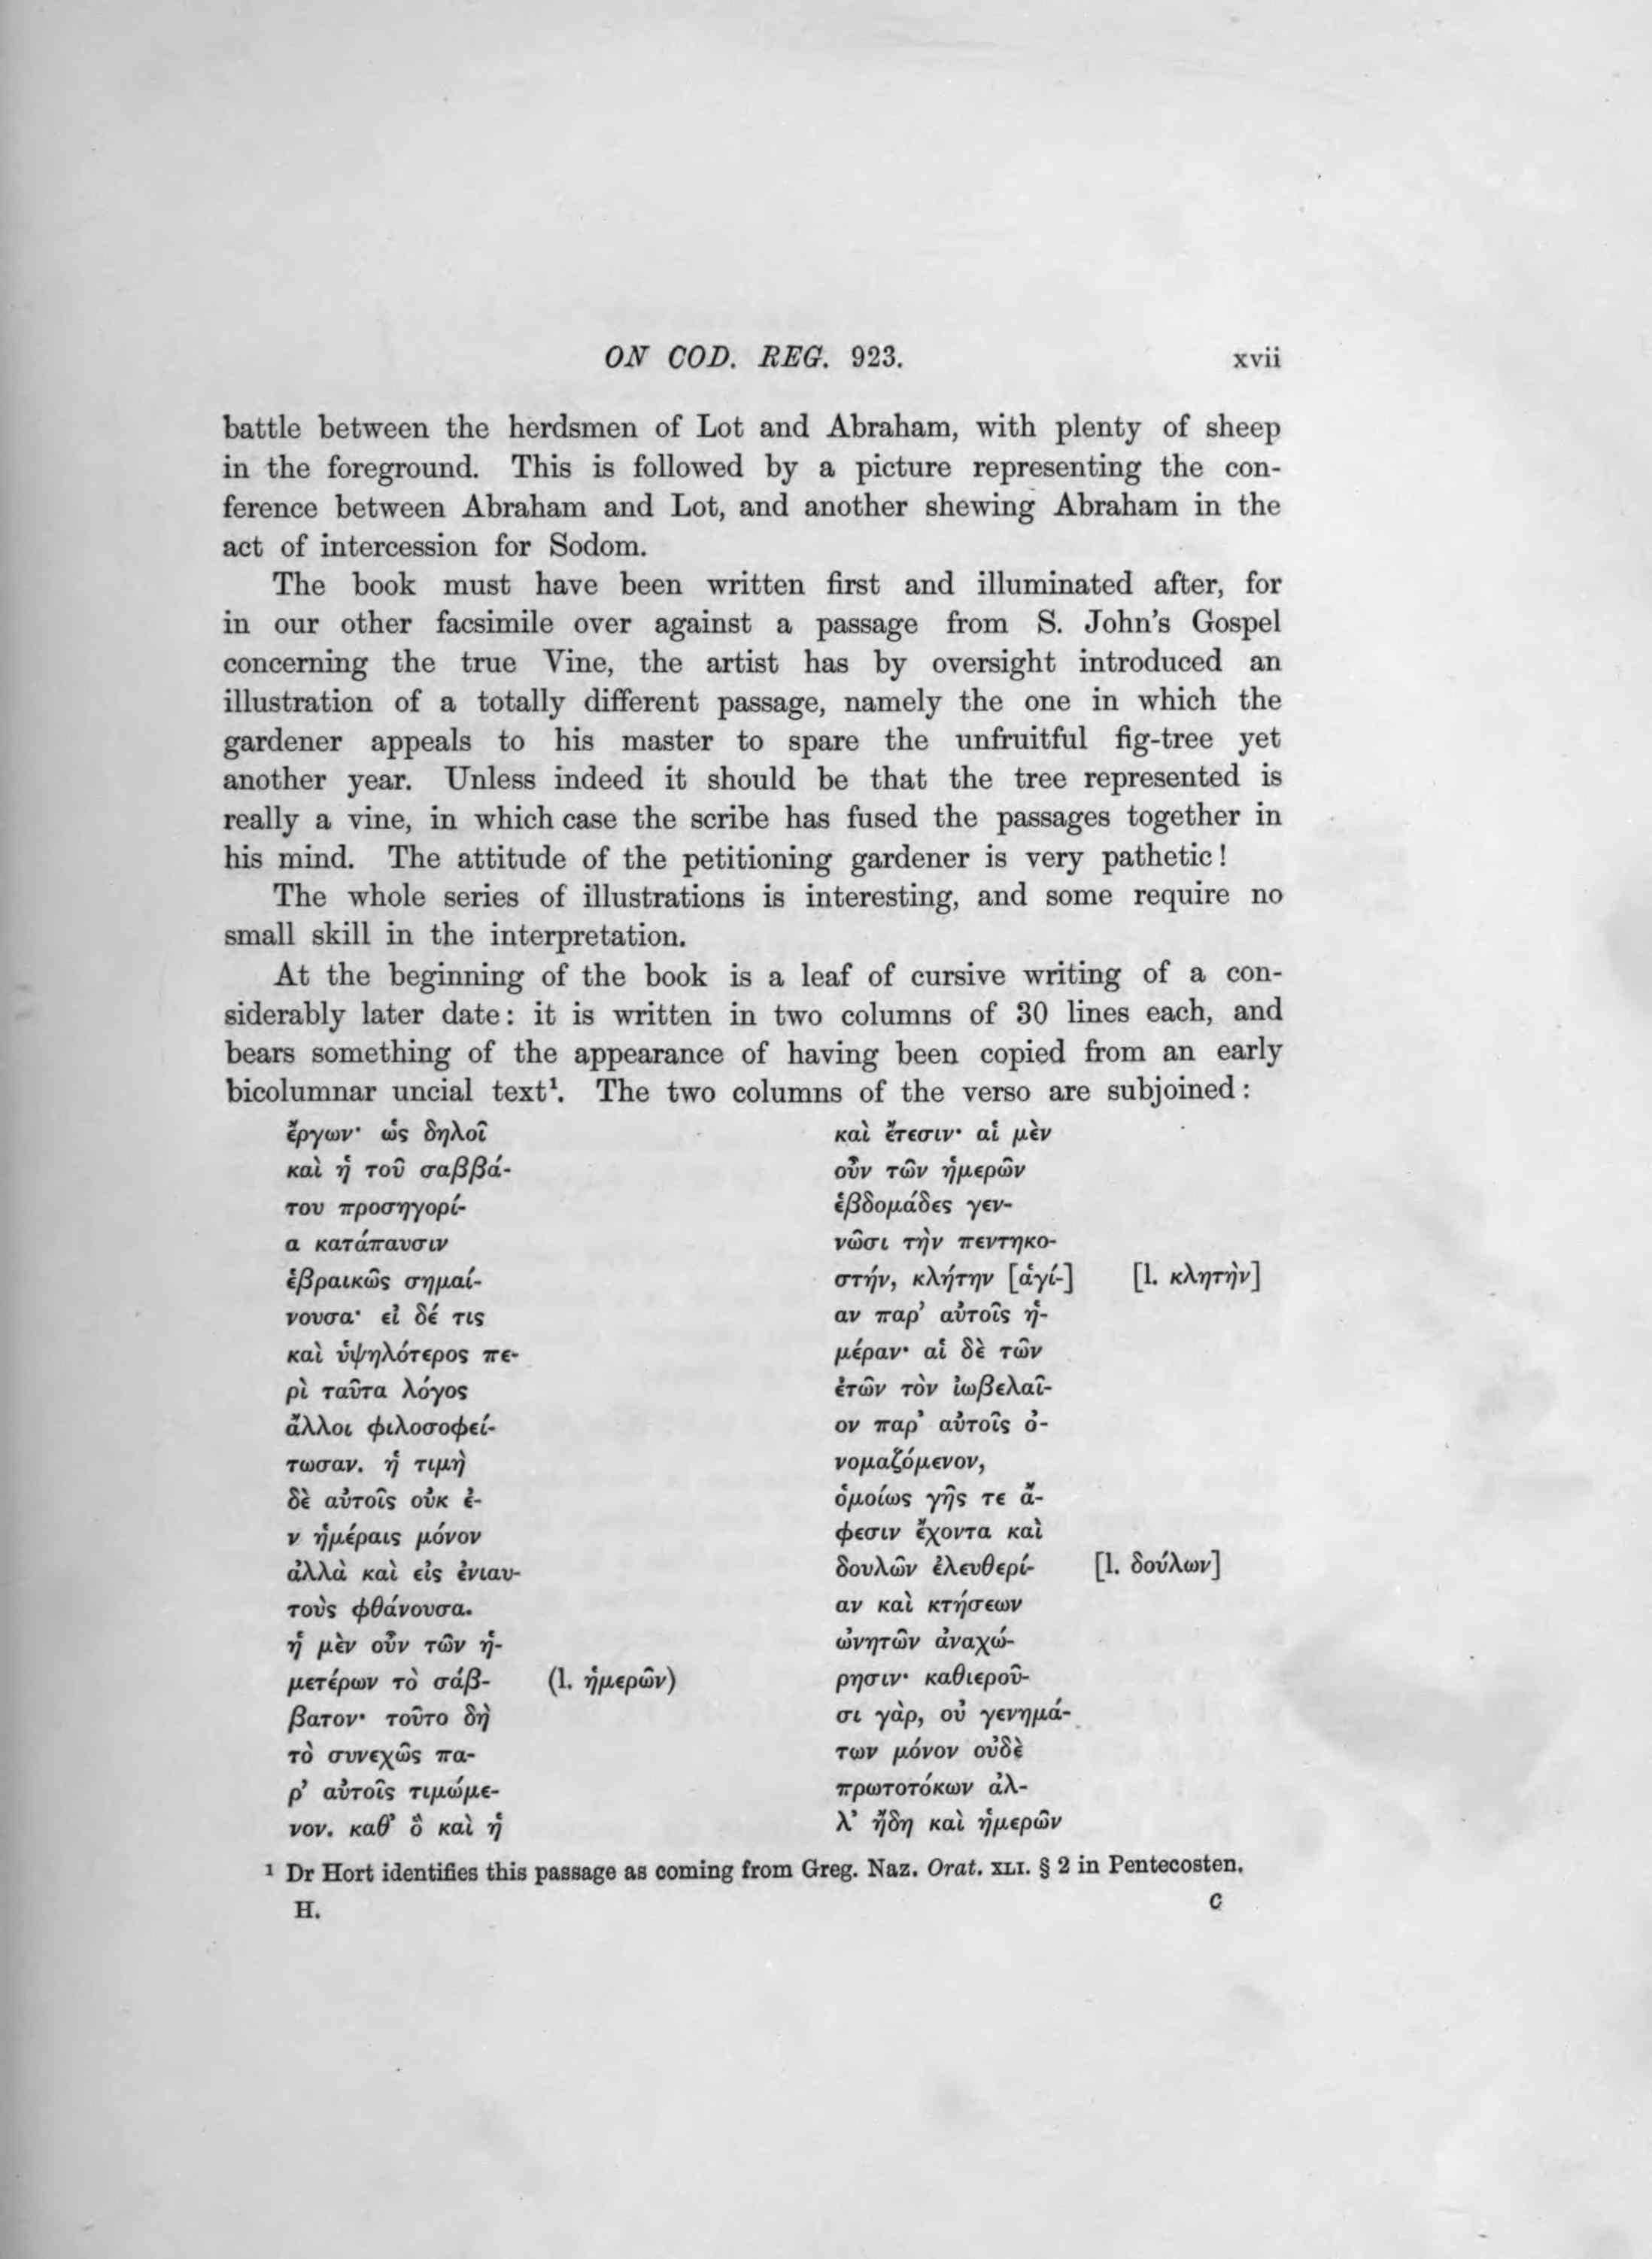 ON COD. REG. 923. xvii
battle between the herdsmen of Lot and Abraham, with plenty of sheep
in the foreground. This is followed by a picture representing the con-
ference between Abraham and Lot, and another shewing Abraham in the
act of intercession for Sodom.
The book must have been written first and illuminated after, for
in our other facsimile over against a passage from S. John's Gospel
concerning the true Vine, the artist has by oversight introduced an
illustration of a totally different passage, namely the one in which the
gardener appeals to his master to spare the unfruitful fig-tree yet
another year. Unless indeed it should be that the tree represented is
really a vine, in which case the scribe has fused the passages together in
his mind. The attitude of the petitioning gardener is very pathetic!
The whole series of illustrations is interesting, and some require no
small skill in the interpretation.
At the beginning of the book is a leaf of cursive writing of a con-
siderably later date: it is written in two columns of 30 lines each, and
bears something of the appearance of having been copied from an early
bicolumnar uncial text¹. The two columns of the verso are subjoined:
ἔργων· ὡς δηλοῖ
καὶ ἡ τοῦ σαββά-
του προσηγορί-
α κατάπαυσιν
ἑβραικῶς σημαί-
νουσα· εἰ δέ τις
καὶ ὑψηλότερος πε-
ρὶ ταῦτα λόγος
ἄλλοι φιλοσοφεί-
τωσαν. ἡ τιμὴ
δὲ αὐτοῖς οὐκ ἐ-
ν ἡμέραις μόνον
ἀλλὰ καὶ εἰς ἐνιαυ-
τοὺς φθάνουσα.
ἡ μὲν οὖν τῶν ἡ-
μετέρων τὸ σάβ- (l. ἡμερῶν)
βατον· τοῦτο δὴ
τὸ συνεχῶς πα-
ρ' αὐτοῖς τιμώμε-
νον. καθ' ὃ καὶ ἡ
καὶ ἔτεσιν· αἱ μὲν
οὖν τῶν ἡμερῶν
ἑβδομάδες γεν-
νῶσι τὴν πεντηκο-
στήν, κλήτην [ἁγί-] [l. κλητὴν]
αν παρ' αὐτοῖς ἡ-
μέραν· αἱ δὲ τῶν
ἐτῶν τὸν ἰωβελαῖ-
ον παρ' αὐτοῖς ὀ-
νομαζόμενον,
ὁμοίως γῆς τε ἄ-
φεσιν ἔχοντα καὶ
δουλῶν ἐλευθερί- [l. δούλων]
αν καὶ κτήσεων
ὠνητῶν ἀναχώ-
ρησιν· καθιεροῦ-
σι γὰρ, οὐ γενημά-
των μόνον οὐδὲ
πρωτοτόκων ἀλ-
λ' ἤδη καὶ ἡμερῶν
¹ Dr Hort identifies this passage as coming from Greg. Naz. Orat. XLI. § 2 in Pentecosten.
H. c